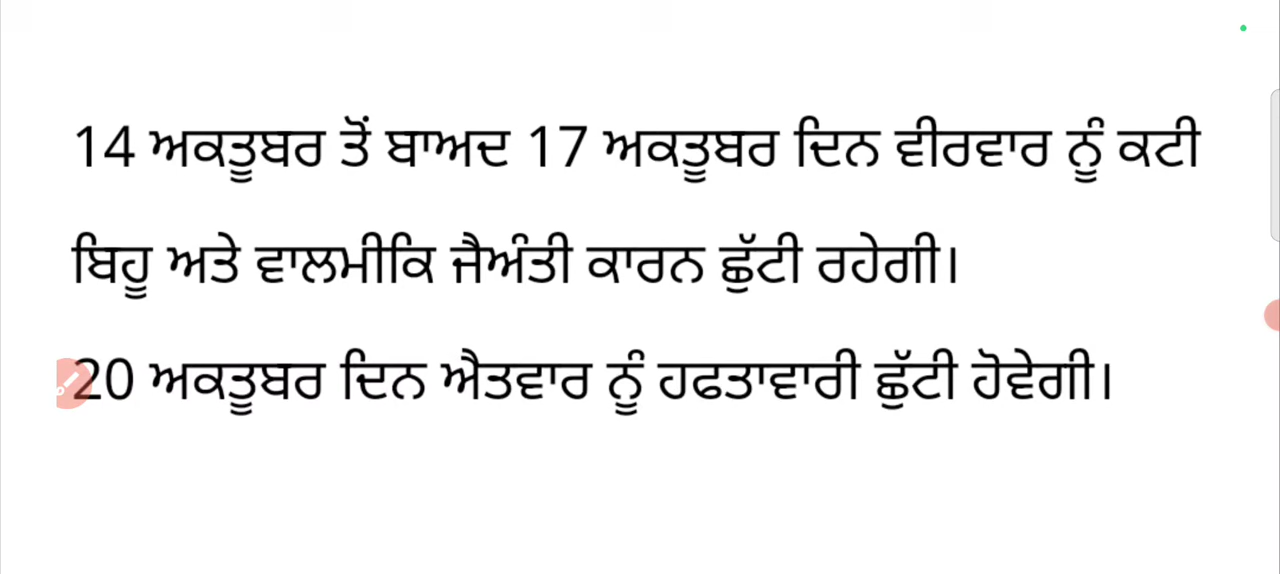 14 ਅਕਤੂਬਰ ਤੋਂ ਬਾਅਦ 17 ਅਕਤੂਬਰ ਦਿਨ ਵੀਰਵਾਰ ਨੂੰ ਕਟੀ
ਬਿਹੂ ਅਤੇ ਵਾਲਮੀਕਿ ਜੈਅੰਤੀ ਕਾਰਨ ਛੁੱਟੀ ਰਹੇਗੀ।
20 ਅਕਤੂਬਰ ਦਿਨ ਐਤਵਾਰ ਨੂੰ ਹਫਤਾਵਾਰੀ ਛੁੱਟੀ ਹੋਵੇਗੀ।